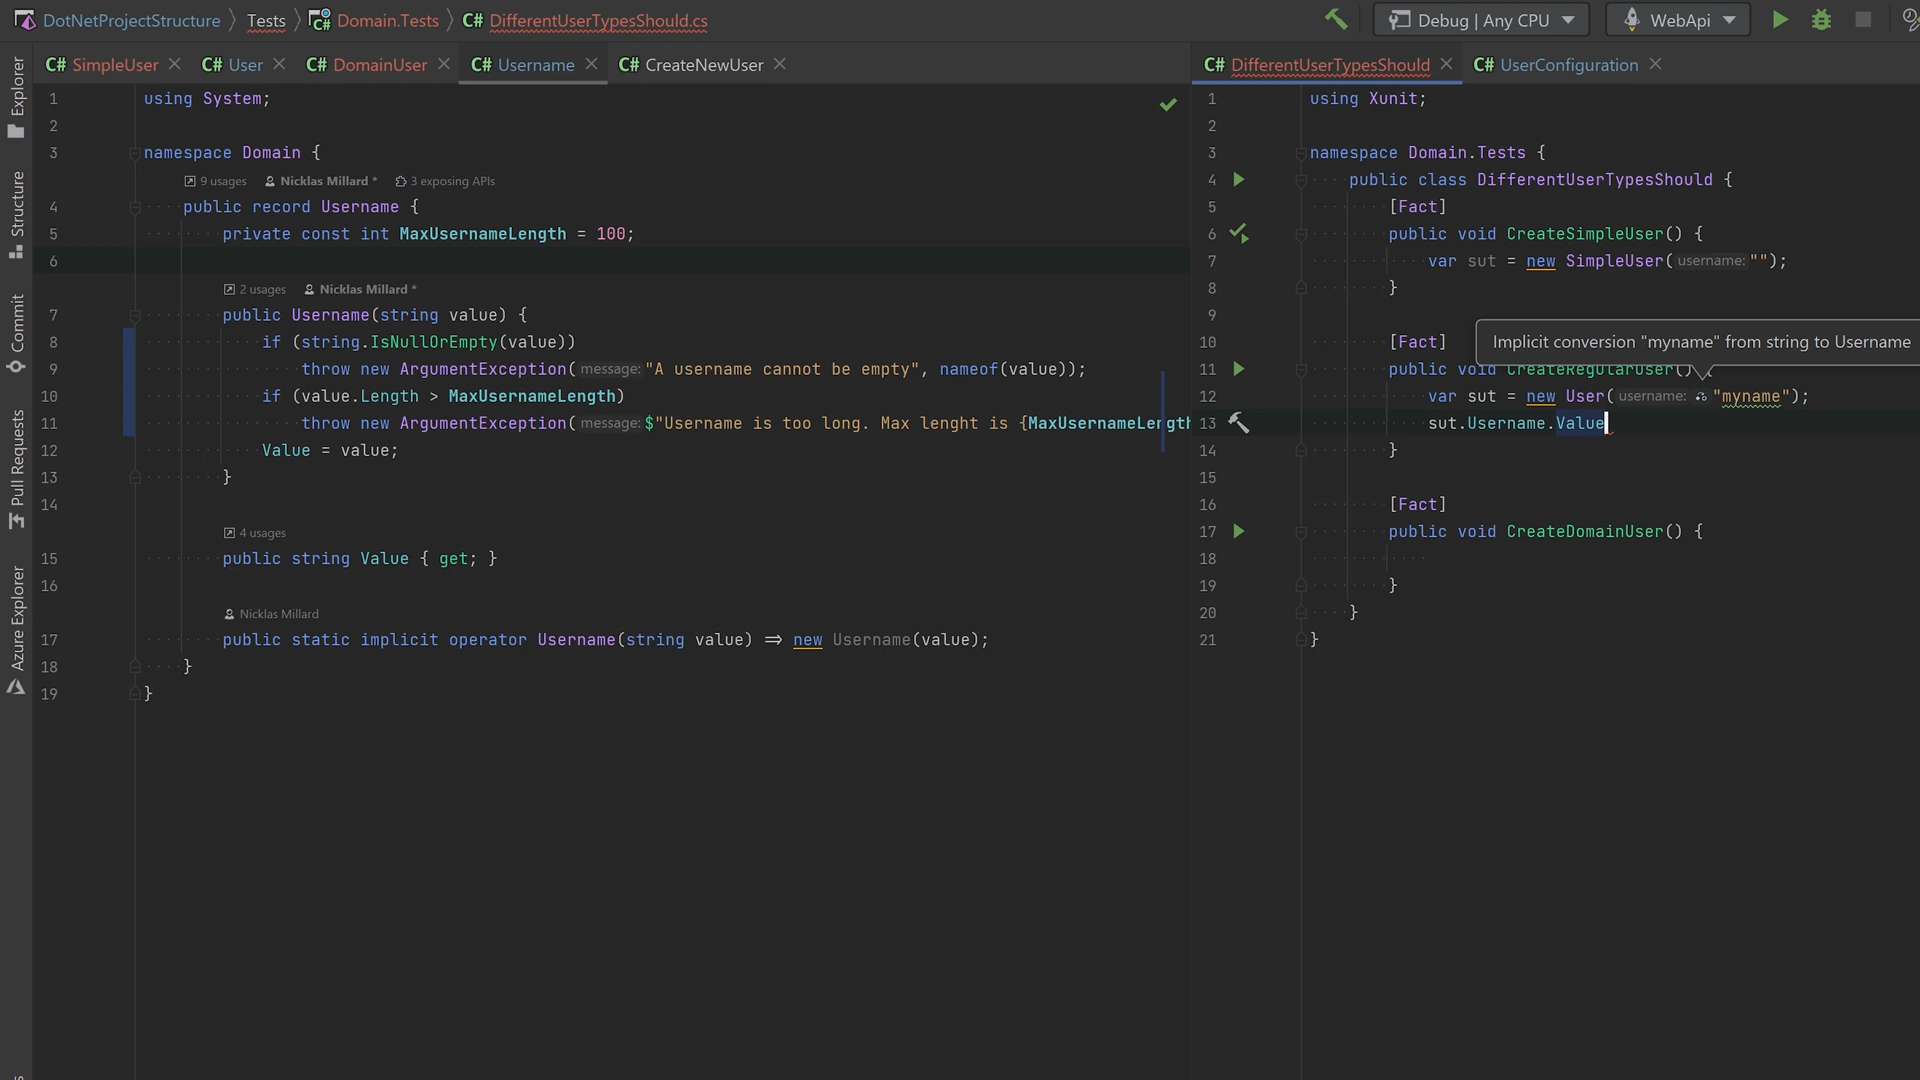 DotNetProjectStructure Tests Domain.Tests C# DifferentUserTypesShould.cs
Debug | Any CPU WebApi
C# SimpleUser C# User C# DomainUser C# Username C# CreateNewUser
C# DifferentUserTypesShould C# UserConfiguration
Explorer
Structure
Commit
Pull Requests
Azure Explorer
1 using System;
2
3 namespace Domain {
9 usages Nicklas Millard * 3 exposing APIs
4 public record Username {
5 private const int MaxUsernameLength = 100;
6
2 usages Nicklas Millard *
7 public Username(string value) {
8 if (string.IsNullOrEmpty(value))
9 throw new ArgumentException(message: "A username cannot be empty", nameof(value));
10 if (value.Length > MaxUsernameLength)
11 throw new ArgumentException(message: $"Username is too long. Max lenght is {MaxUsernameLength
12 Value = value;
13 }
14
4 usages
15 public string Value { get; }
16
Nicklas Millard
17 public static implicit operator Username(string value) => new Username(value);
18 }
19 }
1 using Xunit;
2
3 namespace Domain.Tests {
4 public class DifferentUserTypesShould {
5 [Fact]
6 public void CreateSimpleUser() {
7 var sut = new SimpleUser(username: "");
8 }
9
10 [Fact]
Implicit conversion "myname" from string to Username
11 public void CreateRegularUser() {
12 var sut = new User(username: "myname");
13 sut.Username.Value
14 }
15
16 [Fact]
17 public void CreateDomainUser() {
18
19 }
20 }
21 }